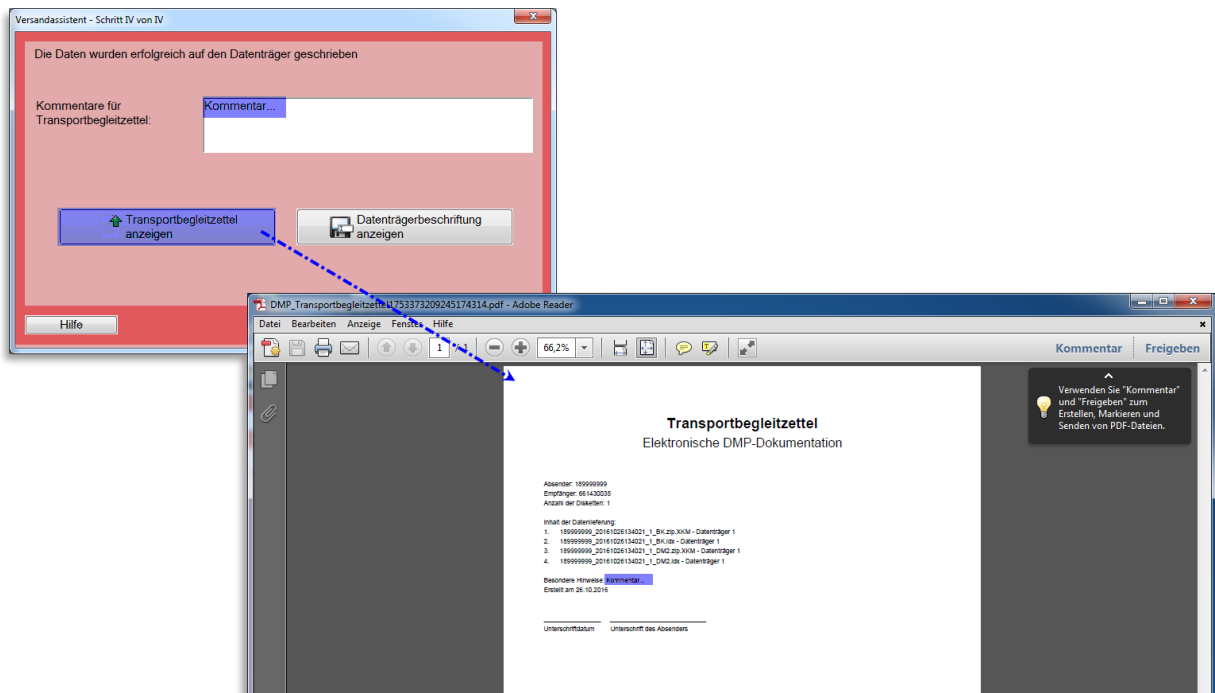 Versandassistent - Schritt IV von IV
Die Daten wurden erfolgreich auf den Datenträger geschrieben
Kommentare für
Transportbegleitzettel:
Kommentar...
Transportbegleitzettel
anzeigen
Datenträgerbeschriftung
anzeigen
Hilfe
DMP_Transportbegleitzettel1753373209245174314.pdf - Adobe Reader
Datei Bearbeiten Anzeige Fenster Hilfe
1 / 1 66,2% Kommentar Freigeben
Verwenden Sie "Kommentar"
und "Freigeben" zum
Erstellen, Markieren und
Senden von PDF-Dateien.
Transportbegleitzettel
Elektronische DMP-Dokumentation
Absender: 189999999
Empfänger: 661430035
Anzahl der Disketten: 1
Inhalt der Datenlieferung:
1. 189999999_20161026134021_1_BK.zip.XKM - Datenträger 1
2. 189999999_20161026134021_1_BK.idx - Datenträger 1
3. 189999999_20161026134021_1_DM2.zip.XKM - Datenträger 1
4. 189999999_20161026134021_1_DM2.idx - Datenträger 1
Besondere Hinweise: Kommentar...
Erstellt am 26.10.2016
Unterschriftdatum Unterschrift des Absenders